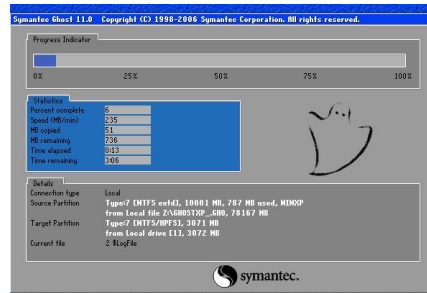 Symantec Ghost 11.0 Copyright (C) 1998-2006 Symantec Corporation. All rights reserved.
Progress Indicator
0% 25% 50% 75% 100%
Statistics
Percent complete 6
Speed (MB/min) 235
MB copied 51
MB remaining 736
Time elapsed 0:13
Time remaining 3:06
Details
Connection type Local
Source Partition Type:7 [NTFS extd], 10001 MB, 787 MB used, MINXP
from Local file Z:\GHOSTXP_.GHO, 78167 MB
Target Partition Type:7 [NTFS/HPFS], 3071 MB
from Local drive [1], 3072 MB
Current file 2 $LogFile
symantec.